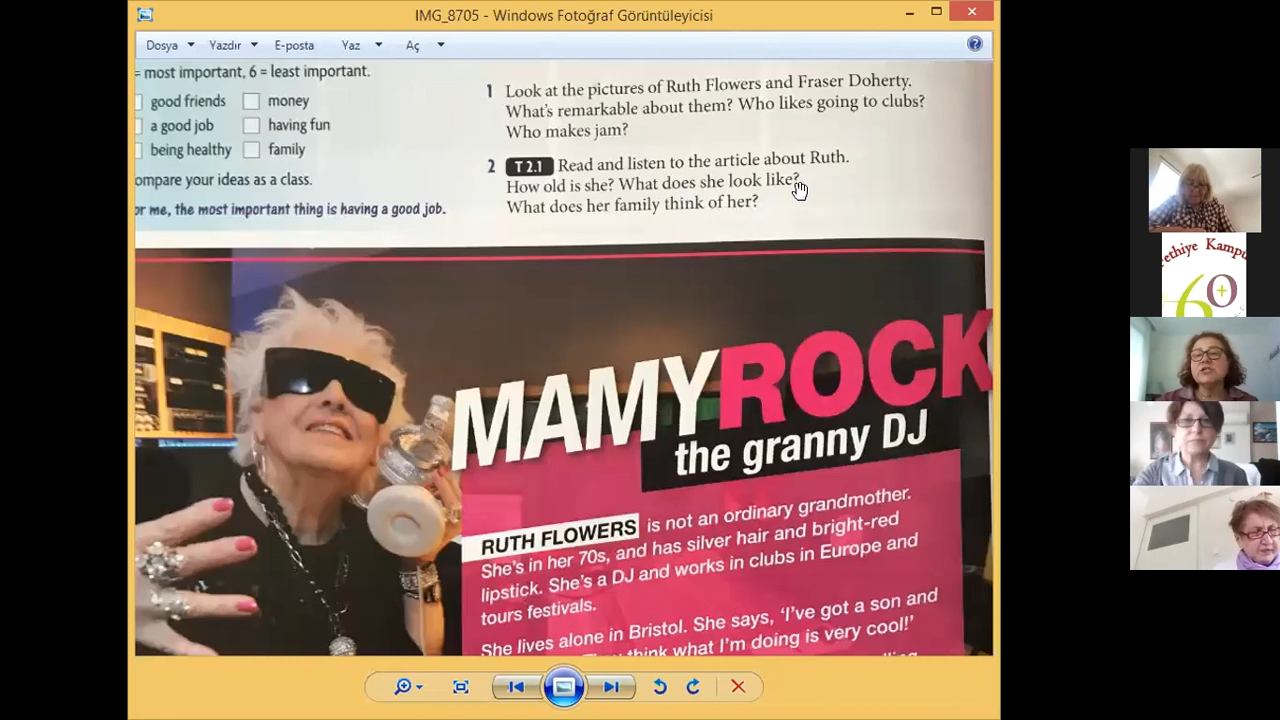 IMG_8705 - Windows Fotoğraf Görüntüleyicisi
Dosya Yazdır E-posta Yaz Aç
= most important, 6 = least important.
good friends money
a good job having fun
being healthy family
ompare your ideas as a class.
or me, the most important thing is having a good job.
1 Look at the pictures of Ruth Flowers and Fraser Doherty.
What's remarkable about them? Who likes going to clubs?
Who makes jam?
2 T 2.1 Read and listen to the article about Ruth.
How old is she? What does she look like?
What does her family think of her?
MAMYROCK
the granny DJ
RUTH FLOWERS is not an ordinary grandmother.
She's in her 70s, and has silver hair and bright-red
lipstick. She's a DJ and works in clubs in Europe and
tours festivals.
She lives alone in Bristol. She says, 'I've got a son and
think what I'm doing is very cool!'
ethiye Kampu
60+